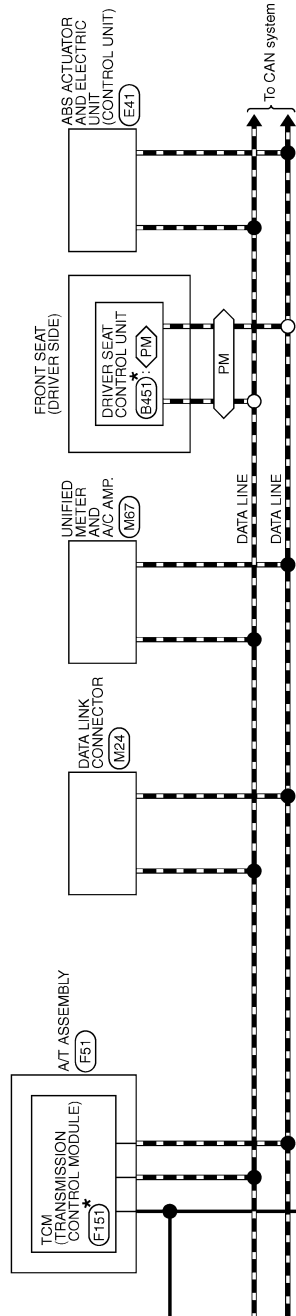 TCM
(TRANSMISSION
CONTROL MODULE)
*
F151
A/T ASSEMBLY
F51
DATA LINK
CONNECTOR
M24
UNIFIED
METER
AND
A/C AMP.
M67
DATA LINE
DATA LINE
FRONT SEAT
(DRIVER SIDE)
DRIVER SEAT
CONTROL UNIT
*
B451 : PM
PM
ABS ACTUATOR
AND ELECTRIC
UNIT
(CONTROL UNIT)
E41
To CAN system